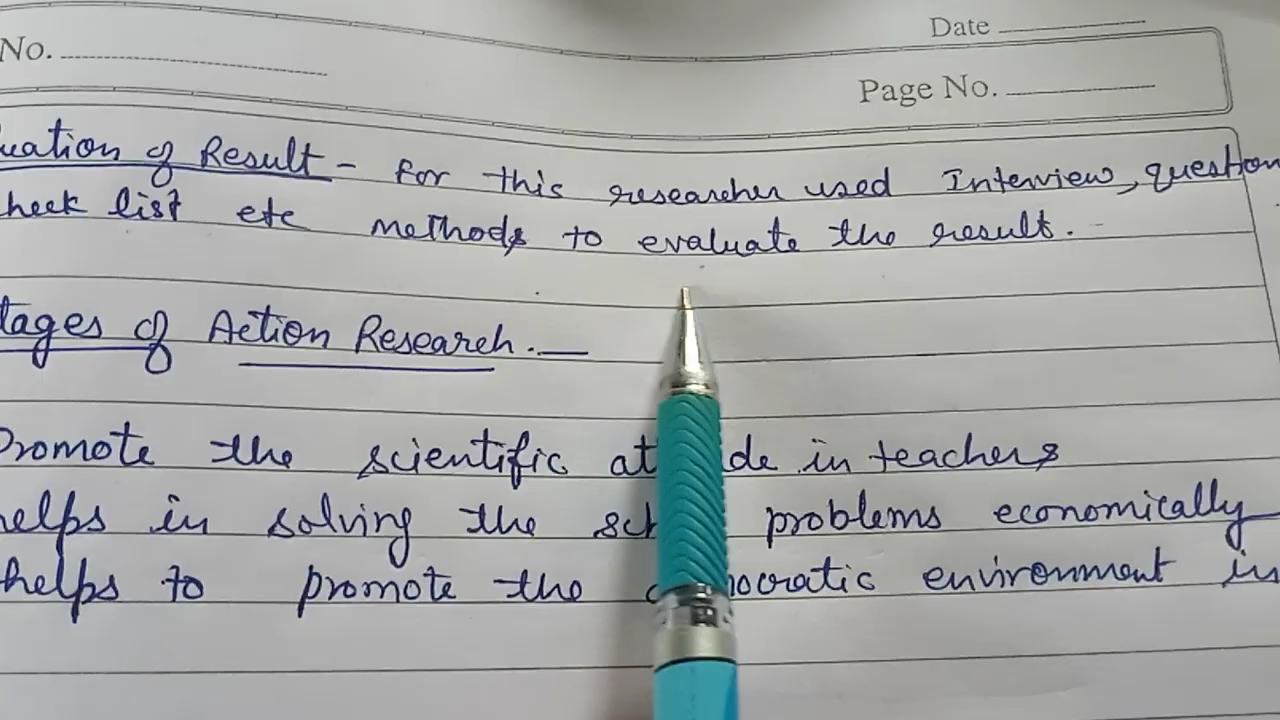 Date
No.
Page No.
uation of Result - For this researcher used Interview, question
heck list etc methods to evaluate the result.
tages of Action Research.
Promote the scientific at de in teachers
helps in solving the sch problems economically
helps to promote the mocratic environment in